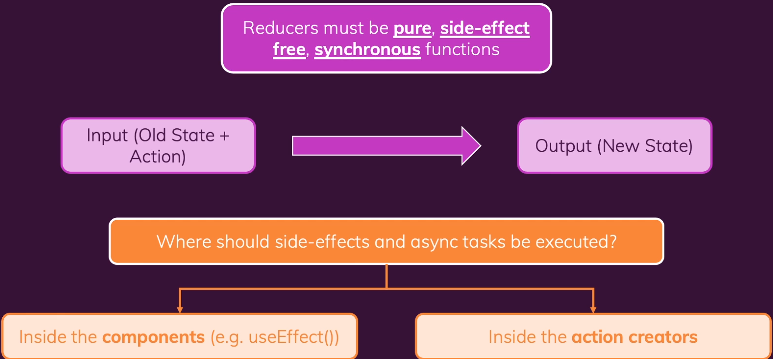 Reducers must be pure, side-effect
free, synchronous functions
Input (Old State +
Action)
Output (New State)
Where should side-effects and async tasks be executed?
Inside the components (e.g. useEffect())
Inside the action creators